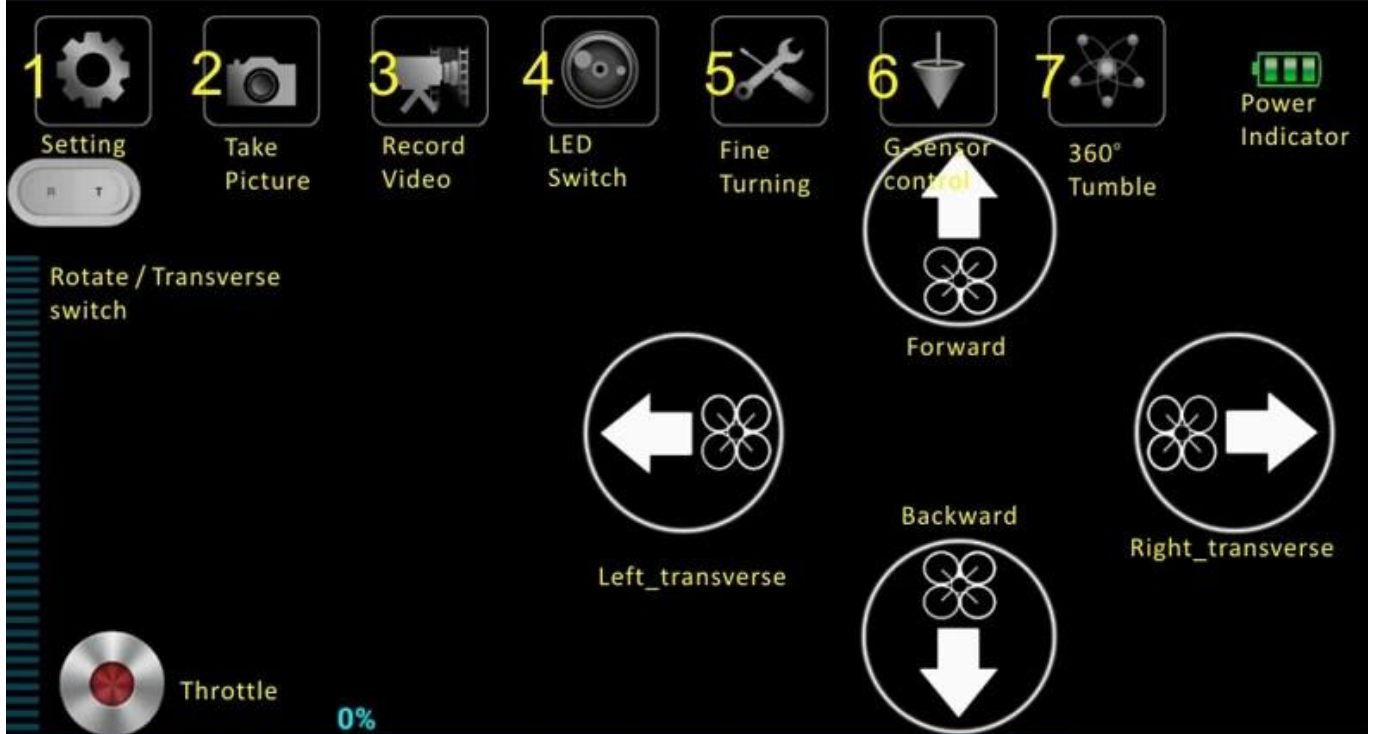 1
2
3
4
5
6
7
Setting
Take
Picture
Record
Video
LED
Switch
Fine
Turning
G-sensor
control
360°
Tumble
Power
Indicator
R T
Rotate / Transverse
switch
Forward
Left_transverse
Backward
Right_transverse
Throttle
0%